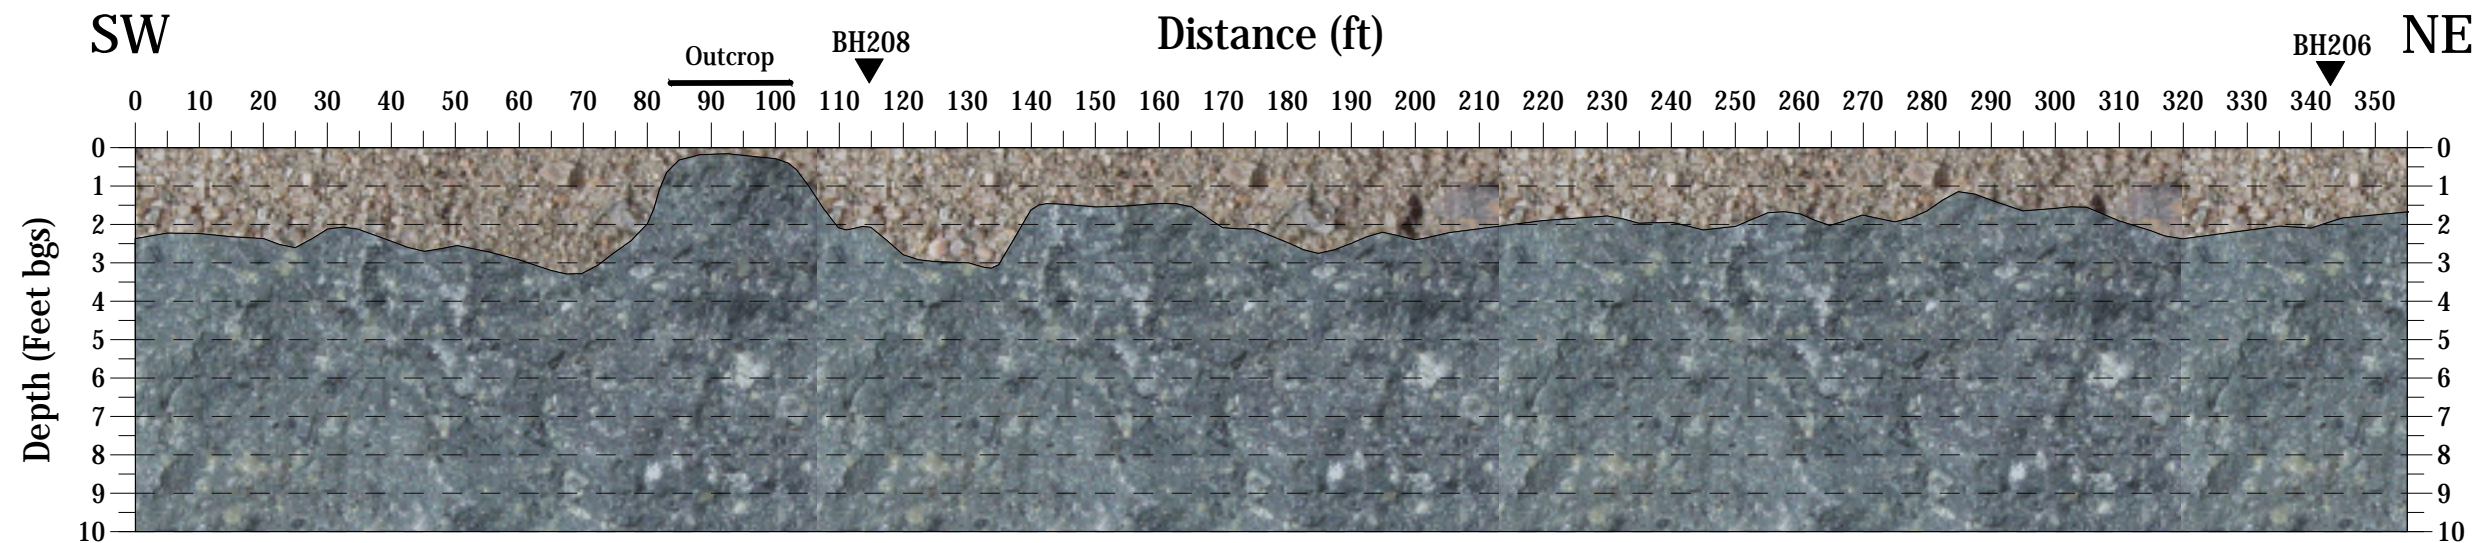 SW
Distance (ft)
NE
Outcrop
BH208
BH206
0 10 20 30 40 50 60 70 80 90 100 110 120 130 140 150 160 170 180 190 200 210 220 230 240 250 260 270 280 290 300 310 320 330 340 350
Depth (Feet bgs)
0 0
1 1
2 2
3 3
4 4
5 5
6 6
7 7
8 8
9 9
10 10